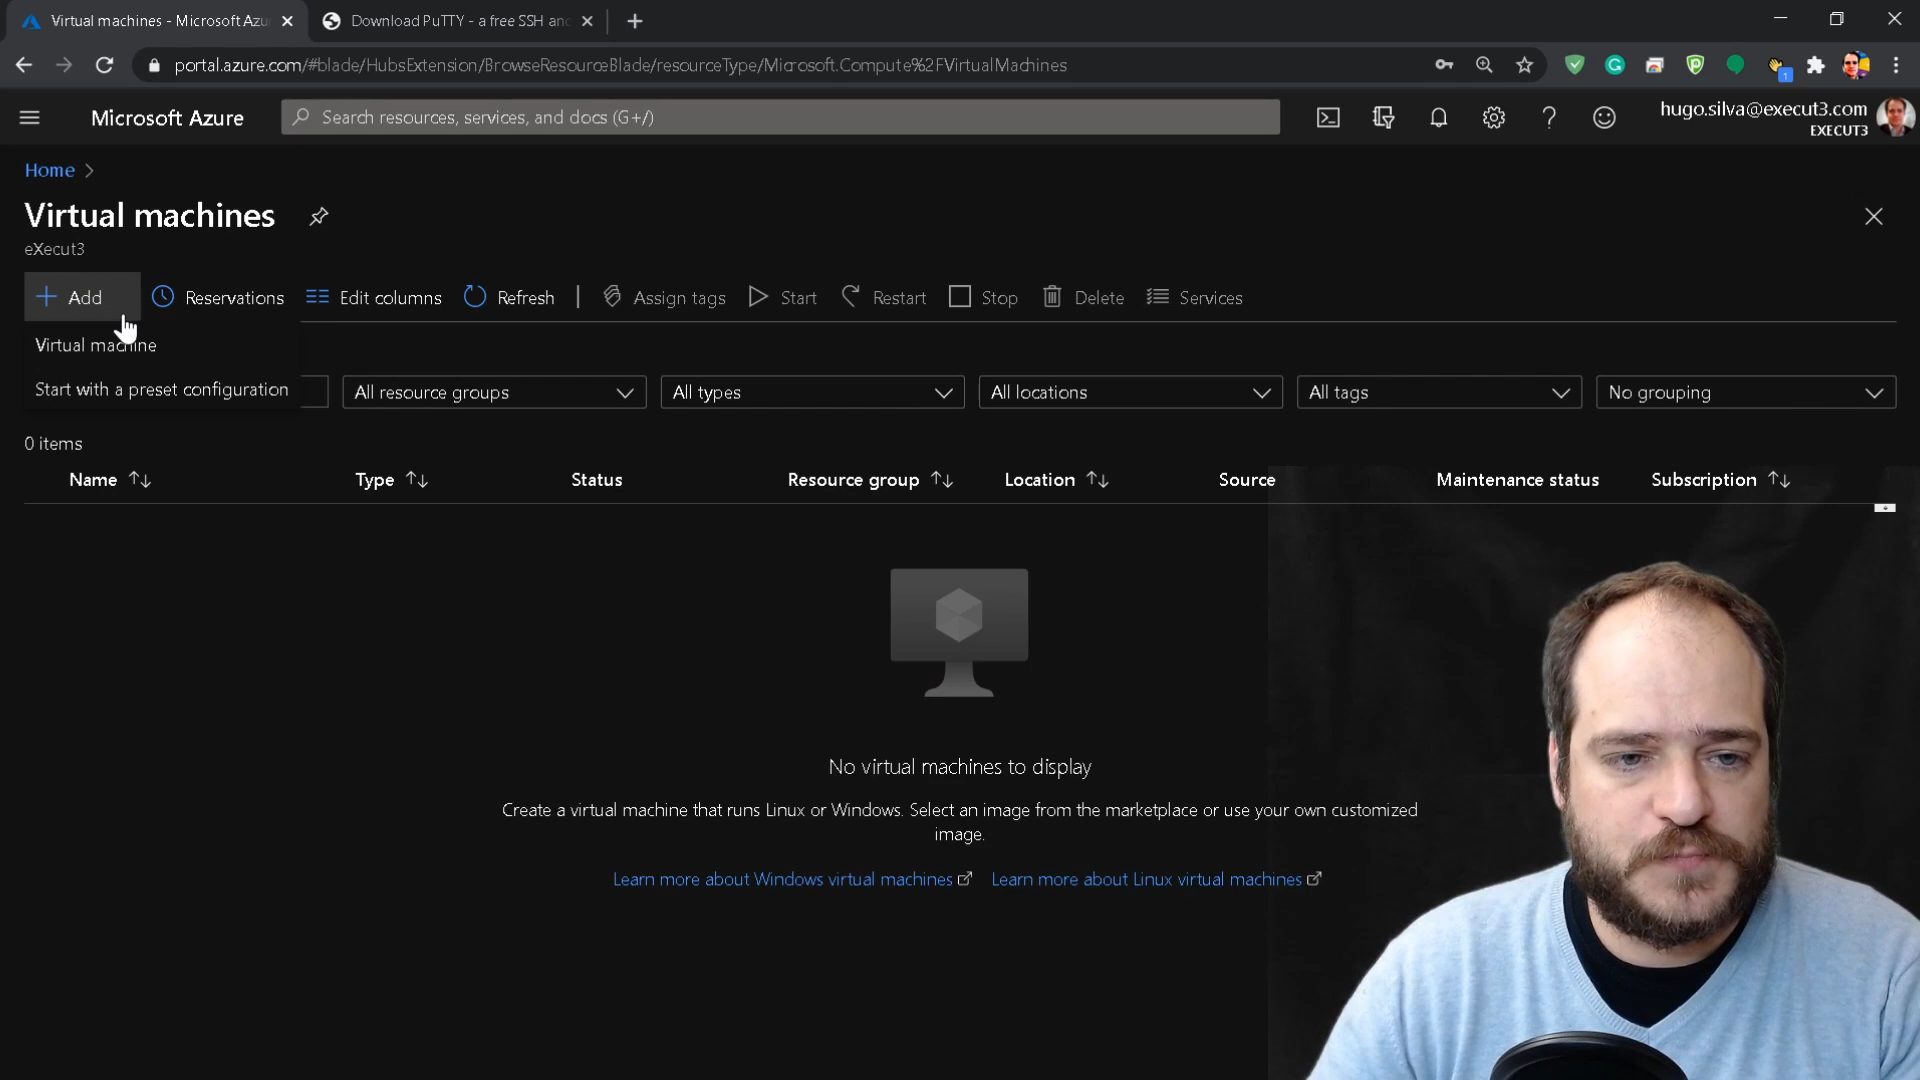 Virtual machines - Microsoft Azu
Download PuTTY - a free SSH an
portal.azure.com/#blade/HubsExtension/BrowseResourceBlade/resourceType/Microsoft.Compute%2FVirtualMachines
1
Microsoft Azure
Search resources, services, and docs (G+/)
hugo.silva@execut3.com
EXECUT3
Home
Virtual machines
eXecut3
Add
Reservations
Edit columns
Refresh
Assign tags
Start
Restart
Stop
Delete
Services
Virtual machine
Start with a preset configuration
All resource groups
All types
All locations
All tags
No grouping
0 items
Name
Type
Status
Resource group
Location
Source
Maintenance status
Subscription
No virtual machines to display
Create a virtual machine that runs Linux or Windows. Select an image from the marketplace or use your own customized
image.
Learn more about Windows virtual machines
Learn more about Linux virtual machines